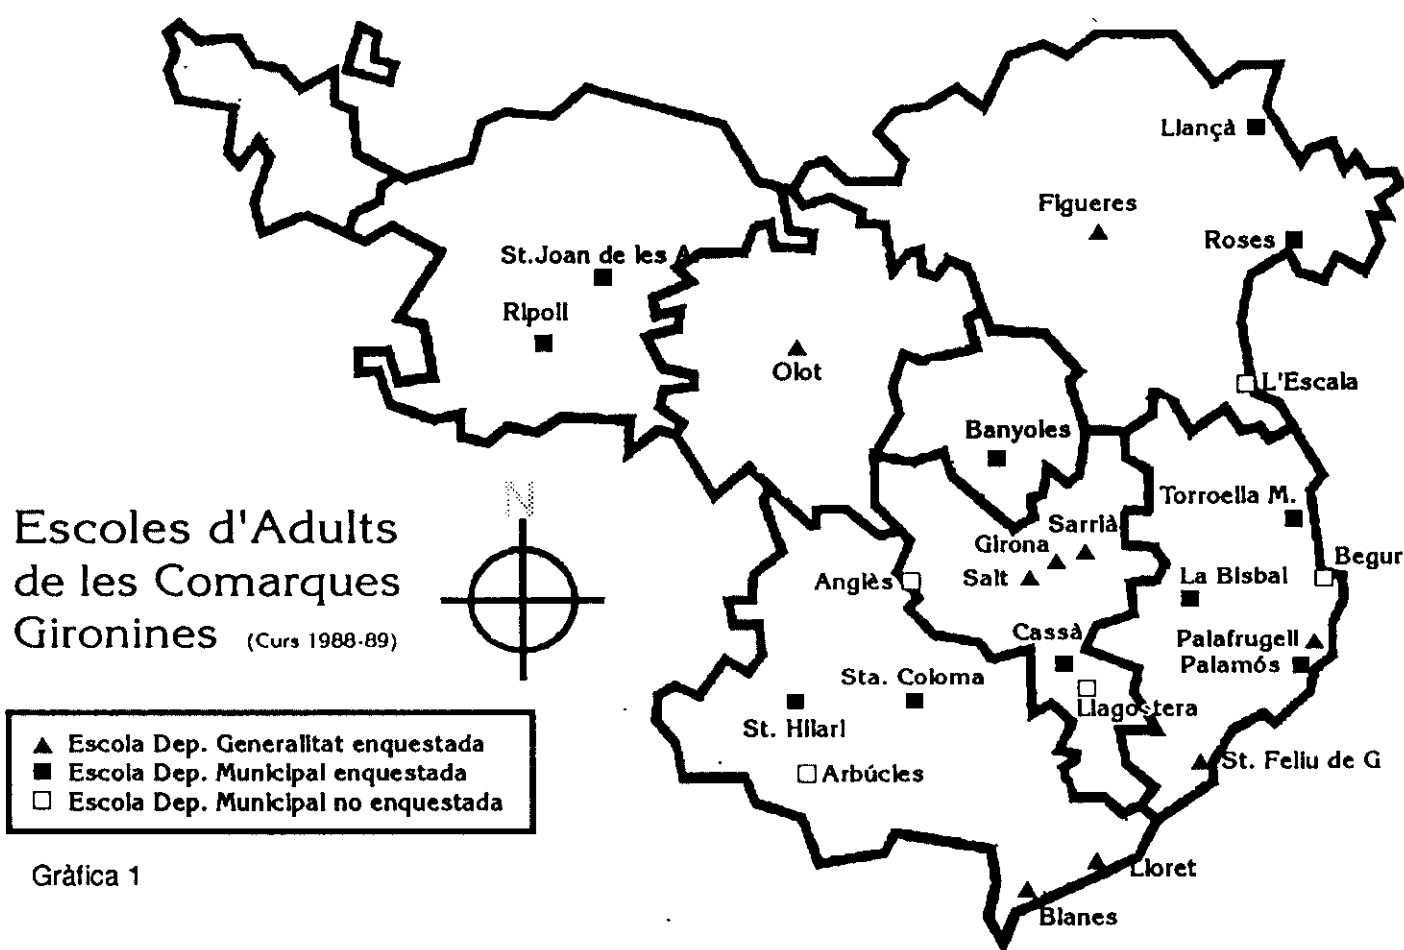 Llançà
Figueres
Roses
St.Joan de les A
Ripoll
Olot
L'Escala
Banyoles
Torroella M.
N
Escoles d'Adults
de les Comarques
Gironines (Curs 1988-89)
Sarrià
Girona
Salt
Anglès
Begur
La Bisbal
Cassà
Palafrugell
Palamós
Sta. Coloma
Llagostera
St. Hilari
St. Feliu de G
Arbúcies
Escola Dep. Generalitat enquestada
Escola Dep. Municipal enquestada
Escola Dep. Municipal no enquestada
Lloret
Blanes
Gràfica 1